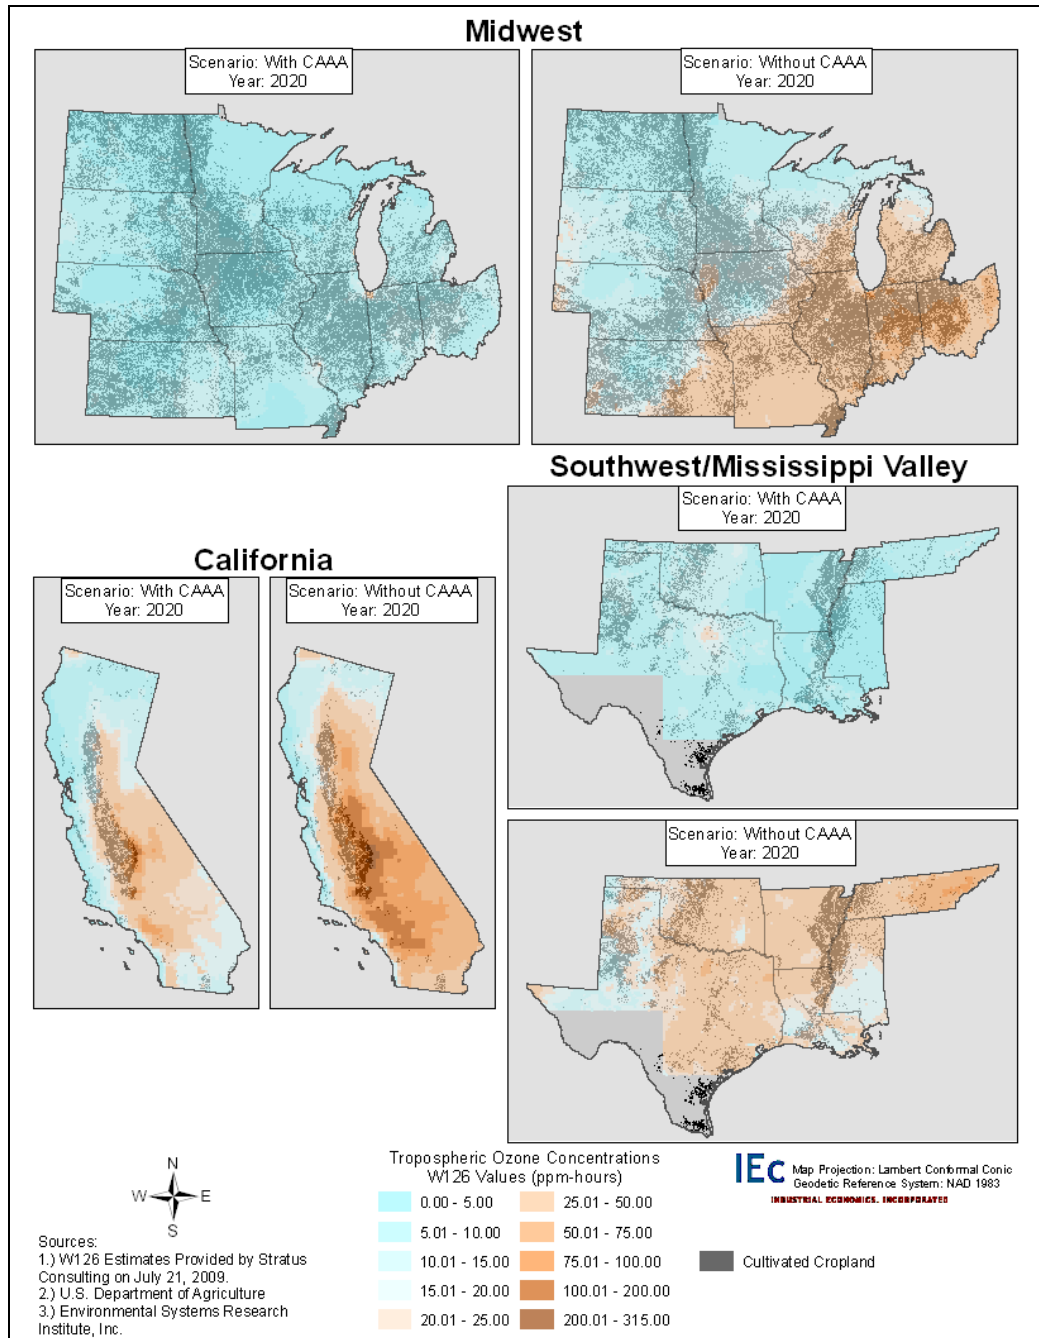 Midwest
Scenario: With CAAA
Year: 2020
Scenario: Without CAAA
Year: 2020
Southwest/Mississippi Valley
Scenario: With CAAA
Year: 2020
California
Scenario: With CAAA
Year: 2020
Scenario: Without CAAA
Year: 2020
Scenario: Without CAAA
Year: 2020
N
W E
S
Sources:
1.) W126 Estimates Provided by Stratus
Consulting on July 21, 2009.
2.) U.S. Department of Agriculture
3.) Environmental Systems Research
Institute, Inc.
Tropospheric Ozone Concentrations
W126 Values (ppm-hours)
0.00 - 5.00
5.01 - 10.00
10.01 - 15.00
15.01 - 20.00
20.01 - 25.00
25.01 - 50.00
50.01 - 75.00
75.01 - 100.00
100.01 - 200.00
200.01 - 315.00
Cultivated Cropland
IEc
Map Projection: Lambert Conformal Conic
Geodetic Reference System: NAD 1983
INDUSTRIAL ECONOMICS, INCORPORATED